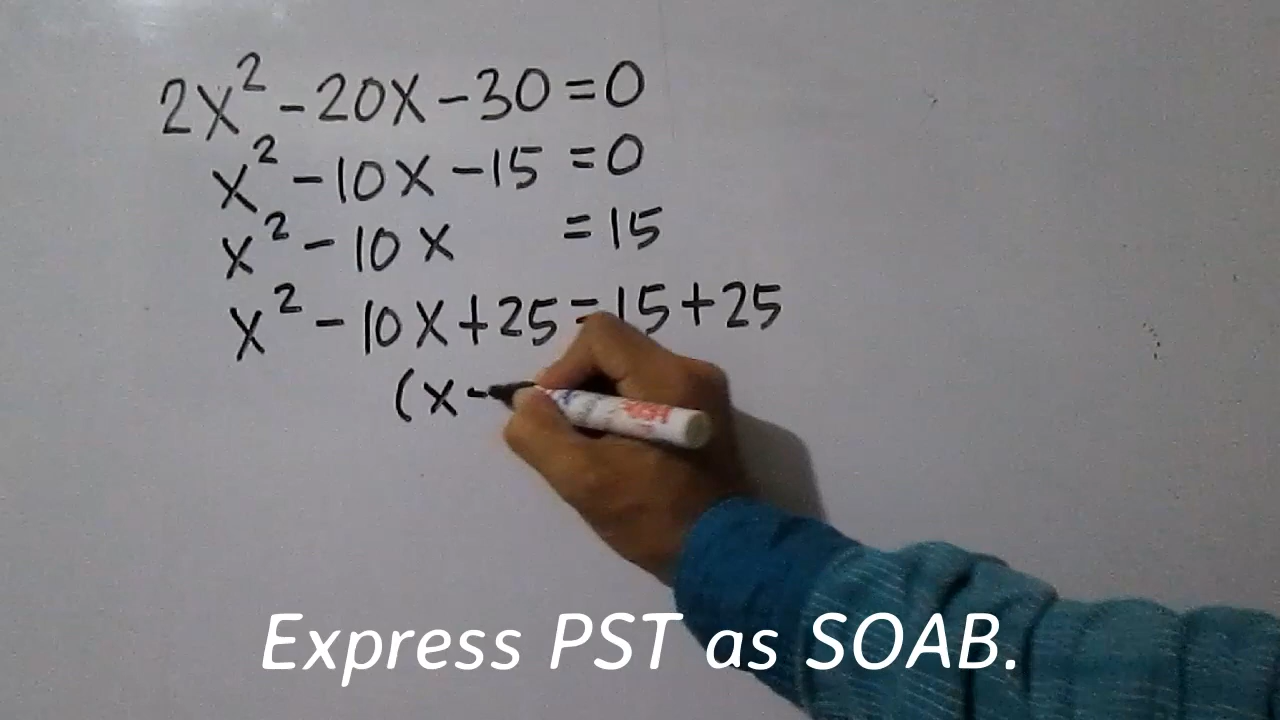 2x² - 20x - 30 = 0
x² - 10x - 15 = 0
x² - 10x = 15
x² - 10x + 25 = 15 + 25
(x -
Express PST as SOAB.